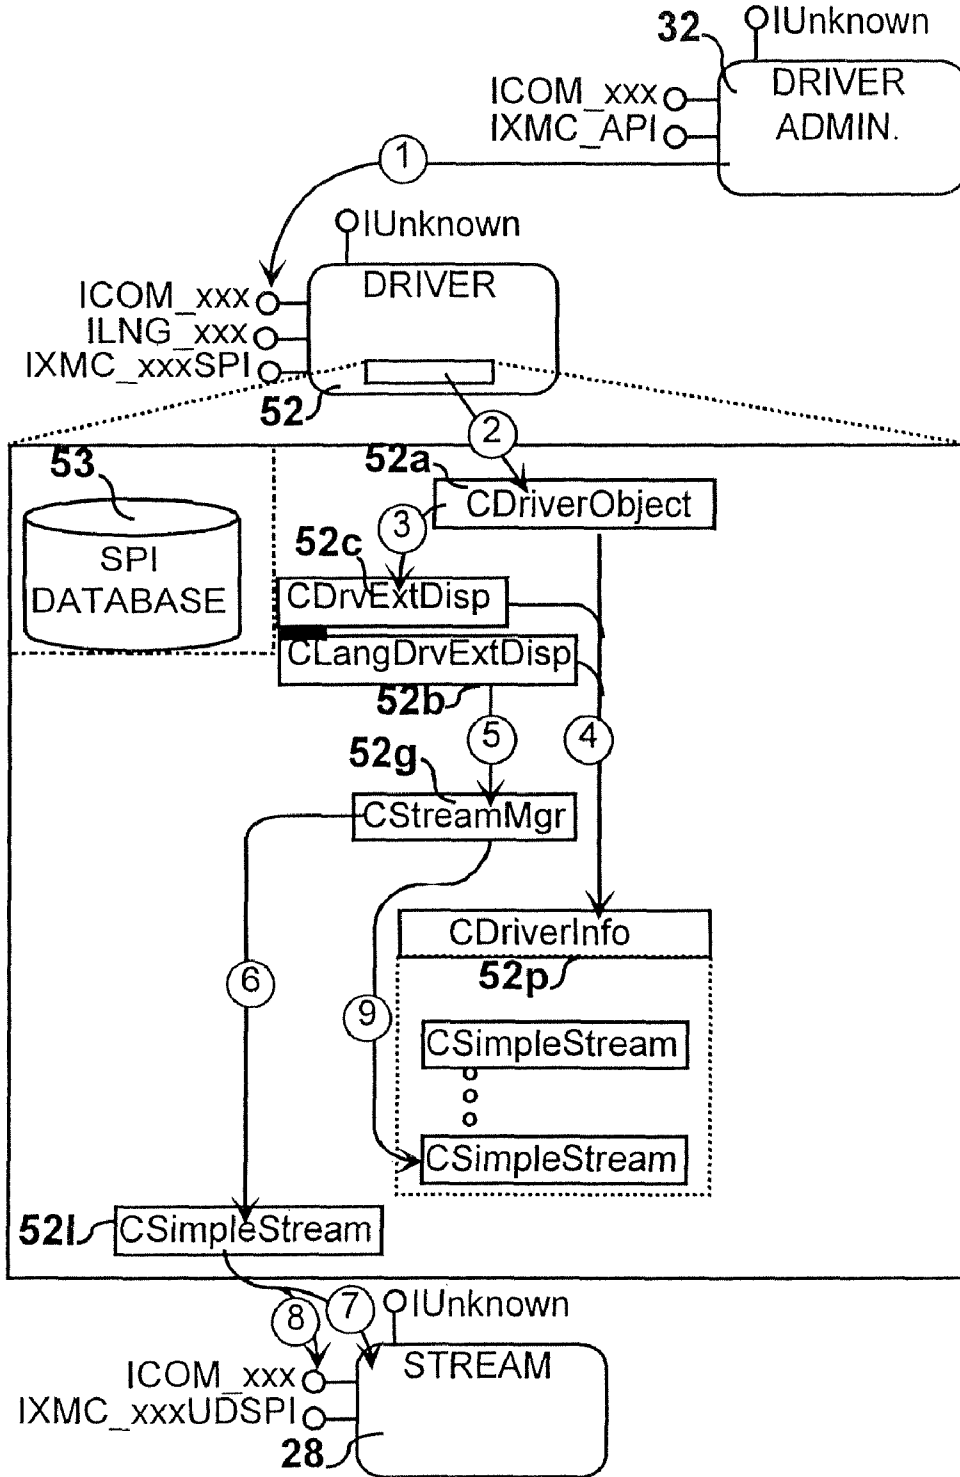 32
IUnknown
DRIVER
ADMIN.
ICOM_xxx
IXMC_API
1
IUnknown
DRIVER
ICOM_xxx
ILNG_xxx
IXMC_xxxSPI
52
2
53
52a
CDriverObject
SPI
DATABASE
3
52c
CDrvExtDisp
CLangDrvExtDisp
52b
5
4
52g
CStreamMgr
CDriverInfo
52p
6
9
CSimpleStream
CSimpleStream
52l
CSimpleStream
8
7
IUnknown
STREAM
ICOM_xxx
IXMC_xxxUDSPI
28